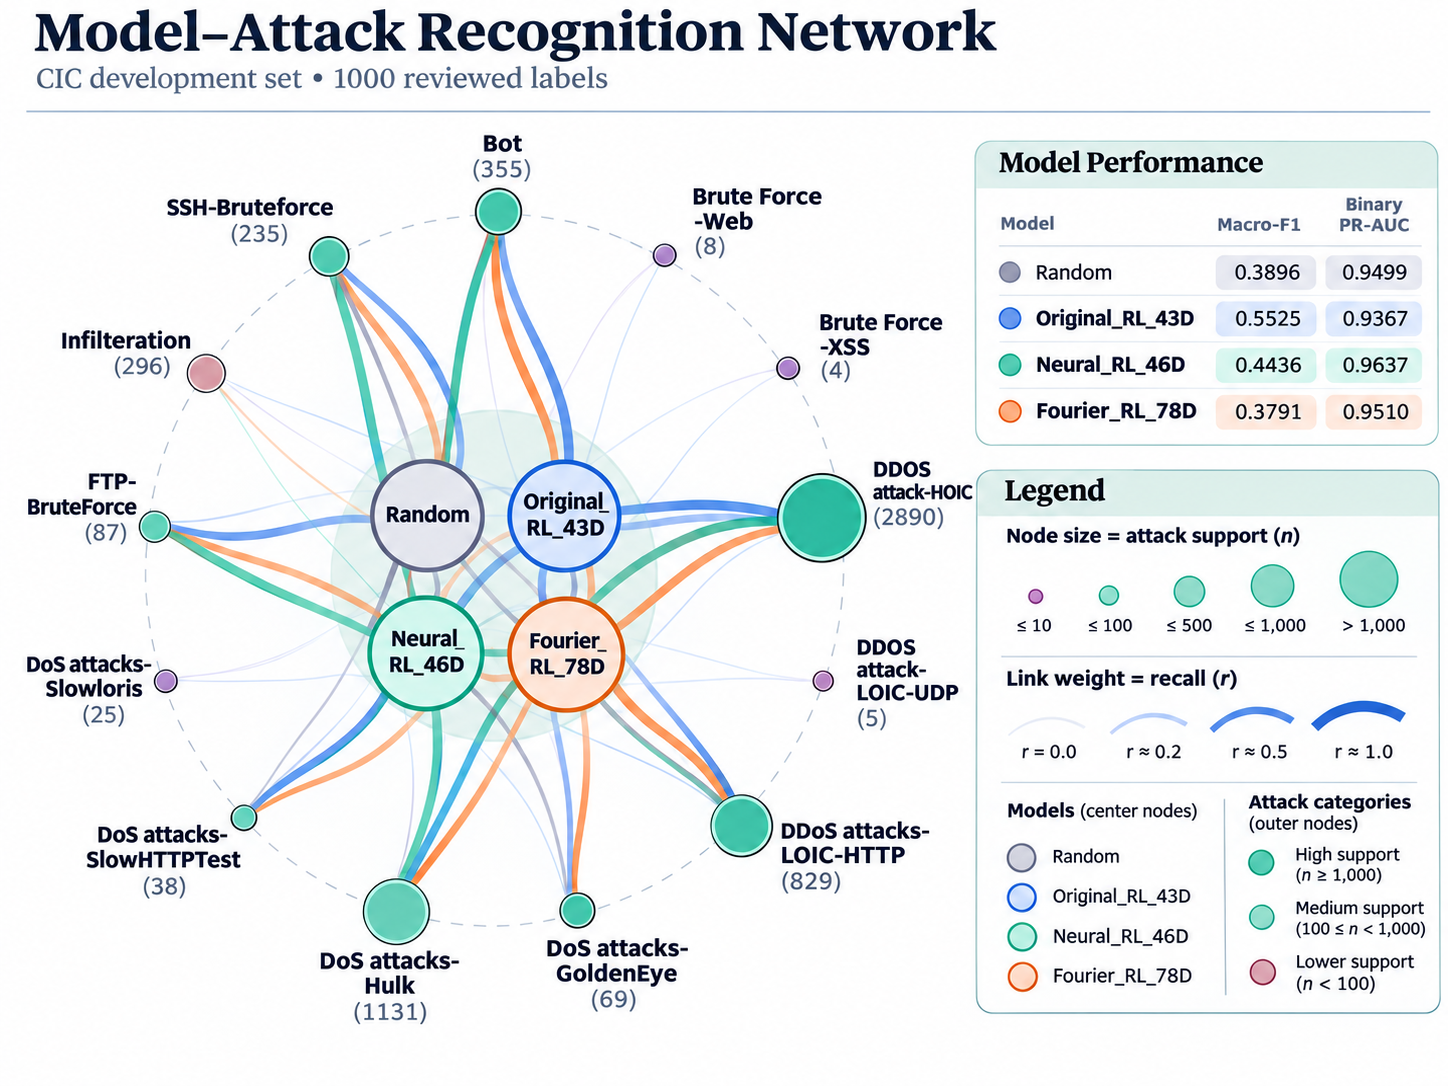 Model–Attack Recognition Network
CIC development set • 1000 reviewed labels
Bot
(355)
Brute Force
-Web
(8)
SSH-Bruteforce
(235)
Brute Force
-XSS
(4)
Infilteration
(296)
DDOS
attack-HOIC
(2890)
FTP-
BruteForce
(87)
Random
Original_
RL_43D
Neural_
RL_46D
Fourier_
RL_78D
DDOS
attack-
LOIC-UDP
(5)
DoS attacks-
Slowloris
(25)
DoS attacks-
SlowHTTPTest
(38)
DDoS attacks-
LOIC-HTTP
(829)
DoS attacks-
Hulk
(1131)
DoS attacks-
GoldenEye
(69)
Model Performance
Model Macro-F1 Binary
PR-AUC
Random 0.3896 0.9499
Original_RL_43D 0.5525 0.9367
Neural_RL_46D 0.4436 0.9637
Fourier_RL_78D 0.3791 0.9510
Legend
Node size = attack support (n)
≤ 10 ≤ 100 ≤ 500 ≤ 1,000 > 1,000
Link weight = recall (r)
r = 0.0 r ≈ 0.2 r ≈ 0.5 r ≈ 1.0
Models (center nodes)
Random
Original_RL_43D
Neural_RL_46D
Fourier_RL_78D
Attack categories
(outer nodes)
High support
(n ≥ 1,000)
Medium support
(100 ≤ n < 1,000)
Lower support
(n < 100)